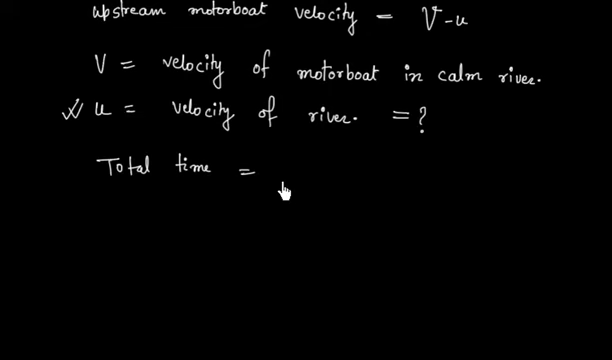 upstream motorboat velocity = V-u
V = velocity of motorboat in calm river.
✓ u = velocity of river. = ?
Total time =